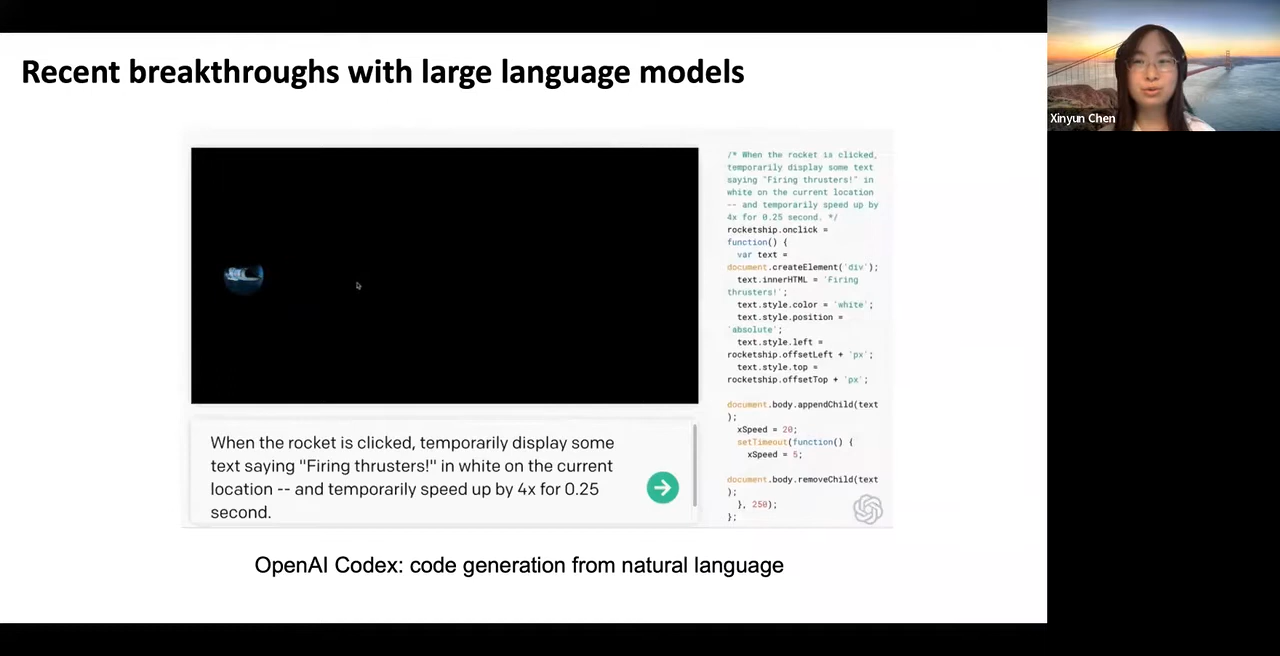 Recent breakthroughs with large language models
Xinyun Chen
/* When the rocket is clicked,
temporarily display some text
saying "Firing thrusters!" in
white on the current location
-- and temporarily speed up by
4x for 0.25 second. */
rocketship.onclick =
function() {
var text =
document.createElement('div');
text.innerHTML = 'Firing
thrusters!';
text.style.color = 'white';
text.style.position =
'absolute';
text.style.left =
rocketship.offsetLeft + 'px';
text.style.top =
rocketship.offsetTop + 'px';
document.body.appendChild(text
);
xSpeed = 20;
setTimeout(function() {
xSpeed = 5;
document.body.removeChild(text
);
}, 250);
};
When the rocket is clicked, temporarily display some
text saying "Firing thrusters!" in white on the current
location -- and temporarily speed up by 4x for 0.25
second.
OpenAI Codex: code generation from natural language